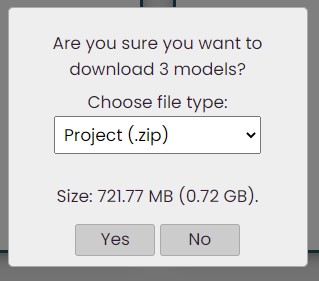 Are you sure you want to
download 3 models?
Choose file type:
Project (.zip)
Size: 721.77 MB (0.72 GB).
Yes No